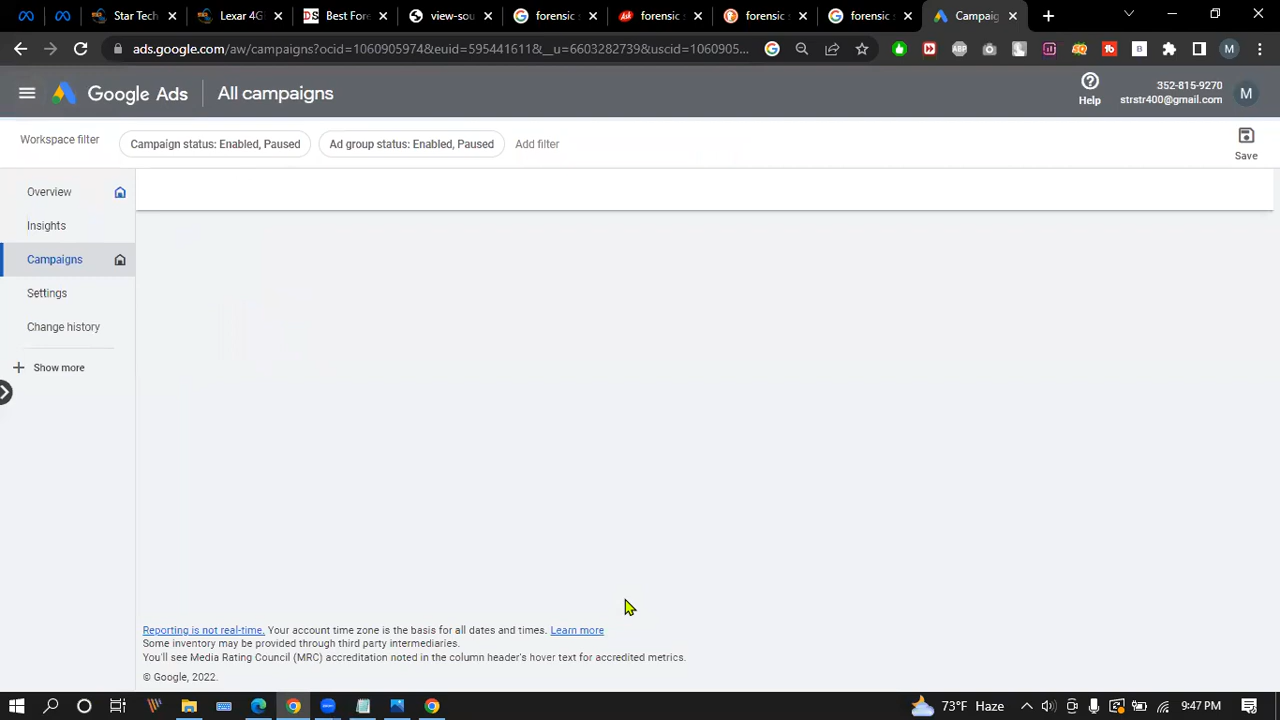 Star Tech
Lexar 4G
DS Best Fore
view-sou
forensic s
forensic s
forensic s
forensic s
Campaig
ads.google.com/aw/campaigns?ocid=1060905974&euid=595441611&__u=6603282739&uscid=1060905...
ABP
B
M
Google Ads
All campaigns
Help
352-815-9270
strstr400@gmail.com
M
Workspace filter
Campaign status: Enabled, Paused
Ad group status: Enabled, Paused
Add filter
Save
Overview
Insights
Campaigns
Settings
Change history
Show more
Reporting is not real-time. Your account time zone is the basis for all dates and times. Learn more
Some inventory may be provided through third party intermediaries.
You'll see Media Rating Council (MRC) accreditation noted in the column header's hover text for accredited metrics.
© Google, 2022.
73°F Haze
9:47 PM